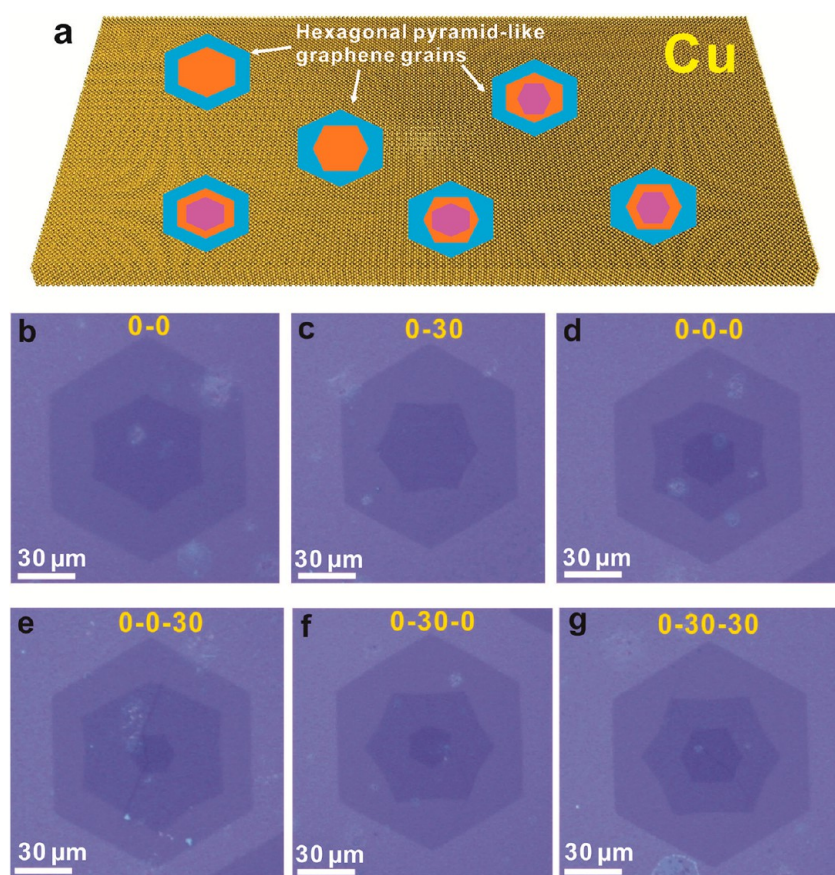 a
Hexagonal pyramid-like
graphene grains
Cu
b
0-0
30 μm
c
0-30
30 μm
d
0-0-0
30 μm
e
0-0-30
30 μm
f
0-30-0
30 μm
g
0-30-30
30 μm